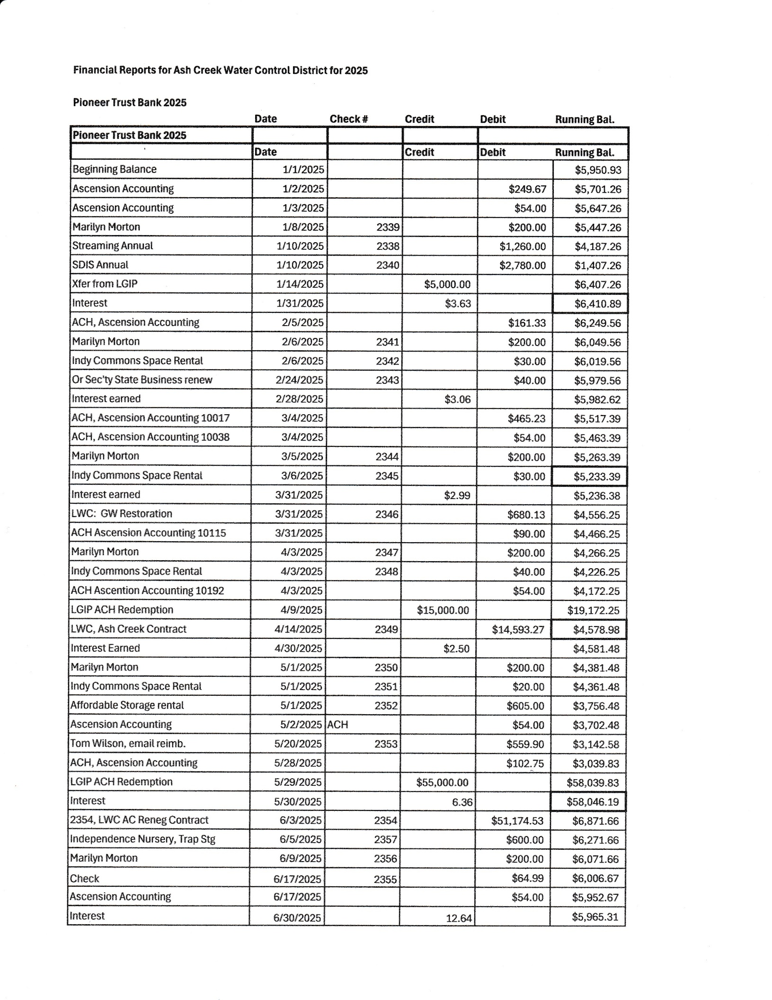 Financial Reports for Ash Creek Water Control District for 2025
Pioneer Trust Bank 2025
Date Check # Credit Debit Running Bal.
Pioneer Trust Bank 2025
Date Credit Debit Running Bal.
Beginning Balance 1/1/2025 $5,950.93
Ascension Accounting 1/2/2025 $249.67 $5,701.26
Ascension Accounting 1/3/2025 $54.00 $5,647.26
Marilyn Morton 1/8/2025 2339 $200.00 $5,447.26
Streaming Annual 1/10/2025 2338 $1,260.00 $4,187.26
SDIS Annual 1/10/2025 2340 $2,780.00 $1,407.26
Xfer from LGIP 1/14/2025 $5,000.00 $6,407.26
Interest 1/31/2025 $3.63 $6,410.89
ACH, Ascension Accounting 2/5/2025 $161.33 $6,249.56
Marilyn Morton 2/6/2025 2341 $200.00 $6,049.56
Indy Commons Space Rental 2/6/2025 2342 $30.00 $6,019.56
Or Sec'ty State Business renew 2/24/2025 2343 $40.00 $5,979.56
Interest earned 2/28/2025 $3.06 $5,982.62
ACH, Ascension Accounting 10017 3/4/2025 $465.23 $5,517.39
ACH, Ascension Accounting 10038 3/4/2025 $54.00 $5,463.39
Marilyn Morton 3/5/2025 2344 $200.00 $5,263.39
Indy Commons Space Rental 3/6/2025 2345 $30.00 $5,233.39
Interest earned 3/31/2025 $2.99 $5,236.38
LWC: GW Restoration 3/31/2025 2346 $680.13 $4,556.25
ACH Ascension Accounting 10115 3/31/2025 $90.00 $4,466.25
Marilyn Morton 4/3/2025 2347 $200.00 $4,266.25
Indy Commons Space Rental 4/3/2025 2348 $40.00 $4,226.25
ACH Ascention Accounting 10192 4/3/2025 $54.00 $4,172.25
LGIP ACH Redemption 4/9/2025 $15,000.00 $19,172.25
LWC, Ash Creek Contract 4/14/2025 2349 $14,593.27 $4,578.98
Interest Earned 4/30/2025 $2.50 $4,581.48
Marilyn Morton 5/1/2025 2350 $200.00 $4,381.48
Indy Commons Space Rental 5/1/2025 2351 $20.00 $4,361.48
Affordable Storage rental 5/1/2025 2352 $605.00 $3,756.48
Ascension Accounting 5/2/2025 ACH $54.00 $3,702.48
Tom Wilson, email reimb. 5/20/2025 2353 $559.90 $3,142.58
ACH, Ascension Accounting 5/28/2025 $102.75 $3,039.83
LGIP ACH Redemption 5/29/2025 $55,000.00 $58,039.83
Interest 5/30/2025 6.36 $58,046.19
2354, LWC AC Reneg Contract 6/3/2025 2354 $51,174.53 $6,871.66
Independence Nursery, Trap Stg 6/5/2025 2357 $600.00 $6,271.66
Marilyn Morton 6/9/2025 2356 $200.00 $6,071.66
Check 6/17/2025 2355 $64.99 $6,006.67
Ascension Accounting 6/17/2025 $54.00 $5,952.67
Interest 6/30/2025 12.64 $5,965.31